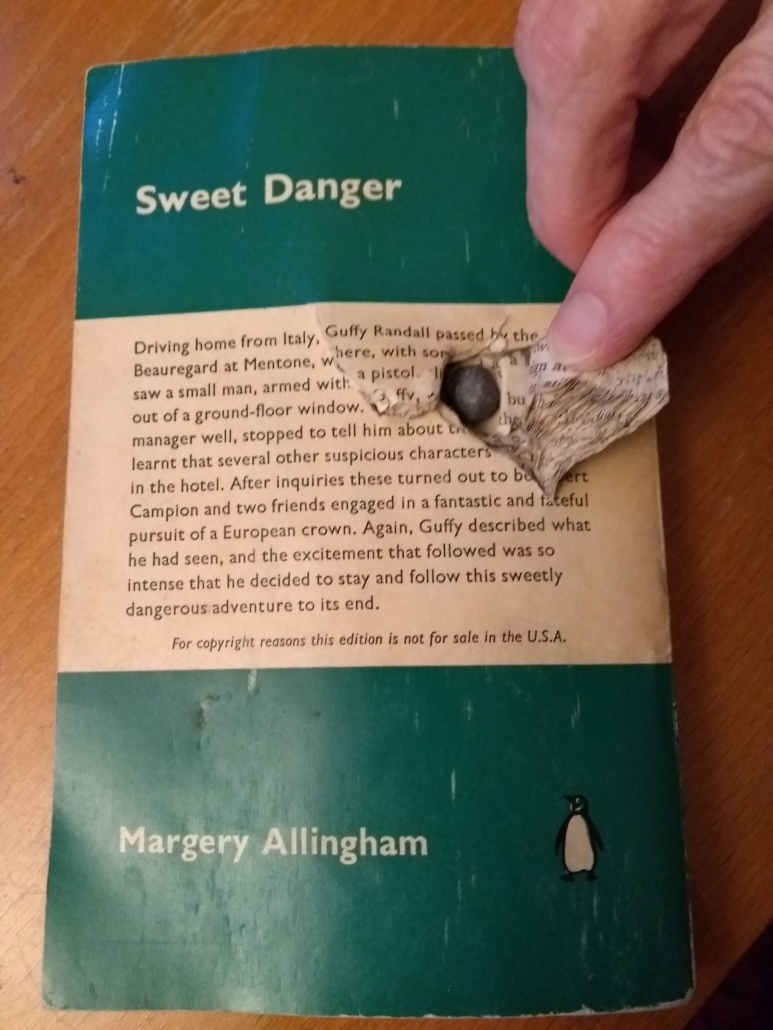 Sweet Danger
Driving home from Italy, Guffy Randall passed by the
Beauregard at Mentone, where, with
saw a small man, armed with a pistol.
out of a ground-floor window.
manager well, stopped to tell him about
learnt that several other suspicious characters
in the hotel. After inquiries these turned out to
Campion and two friends engaged in a fantastic and fateful
pursuit of a European crown. Again, Guffy described what
he had seen, and the excitement that followed was so
intense that he decided to stay and follow this sweetly
dangerous adventure to its end.
For copyright reasons this edition is not for sale in the U.S.A.
Margery Allingham